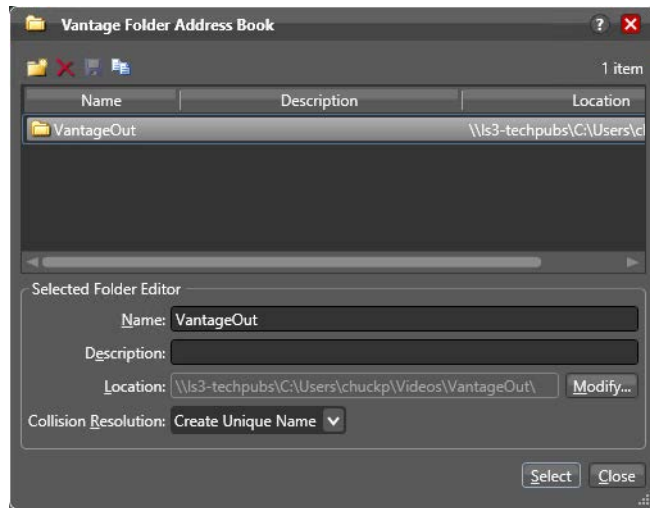 Vantage Folder Address Book
?
1 item
Name Description Location
VantageOut \\ls3-techpubs\C:\Users\cl
Selected Folder Editor
Name: VantageOut
Description:
Location: \\ls3-techpubs\C:\Users\chuckp\Videos\VantageOut\ Modify...
Collision Resolution: Create Unique Name
Select Close